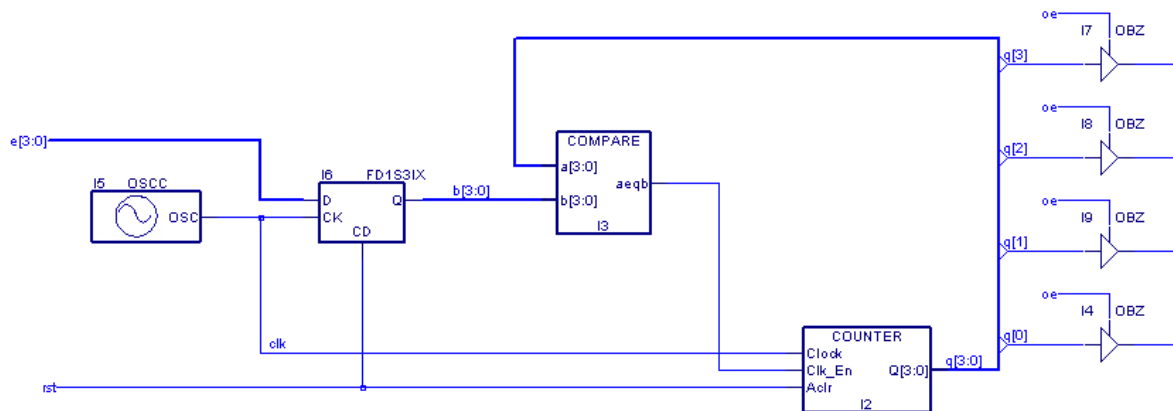 oe
I7 OBZ
q[3]
oe
I8 OBZ
q[2]
e[3:0]
COMPARE
a[3:0]
aeqb
b[3:0]
I3
I5 OSCC
OSC
I6 FD1S3IX
D Q
CK
CD
b[3:0]
oe
I9 OBZ
q[1]
oe
I4 OBZ
q[0]
clk
rst
COUNTER
Clock
Clk_En Q[3:0]
Aclr
I2
q[3:0]